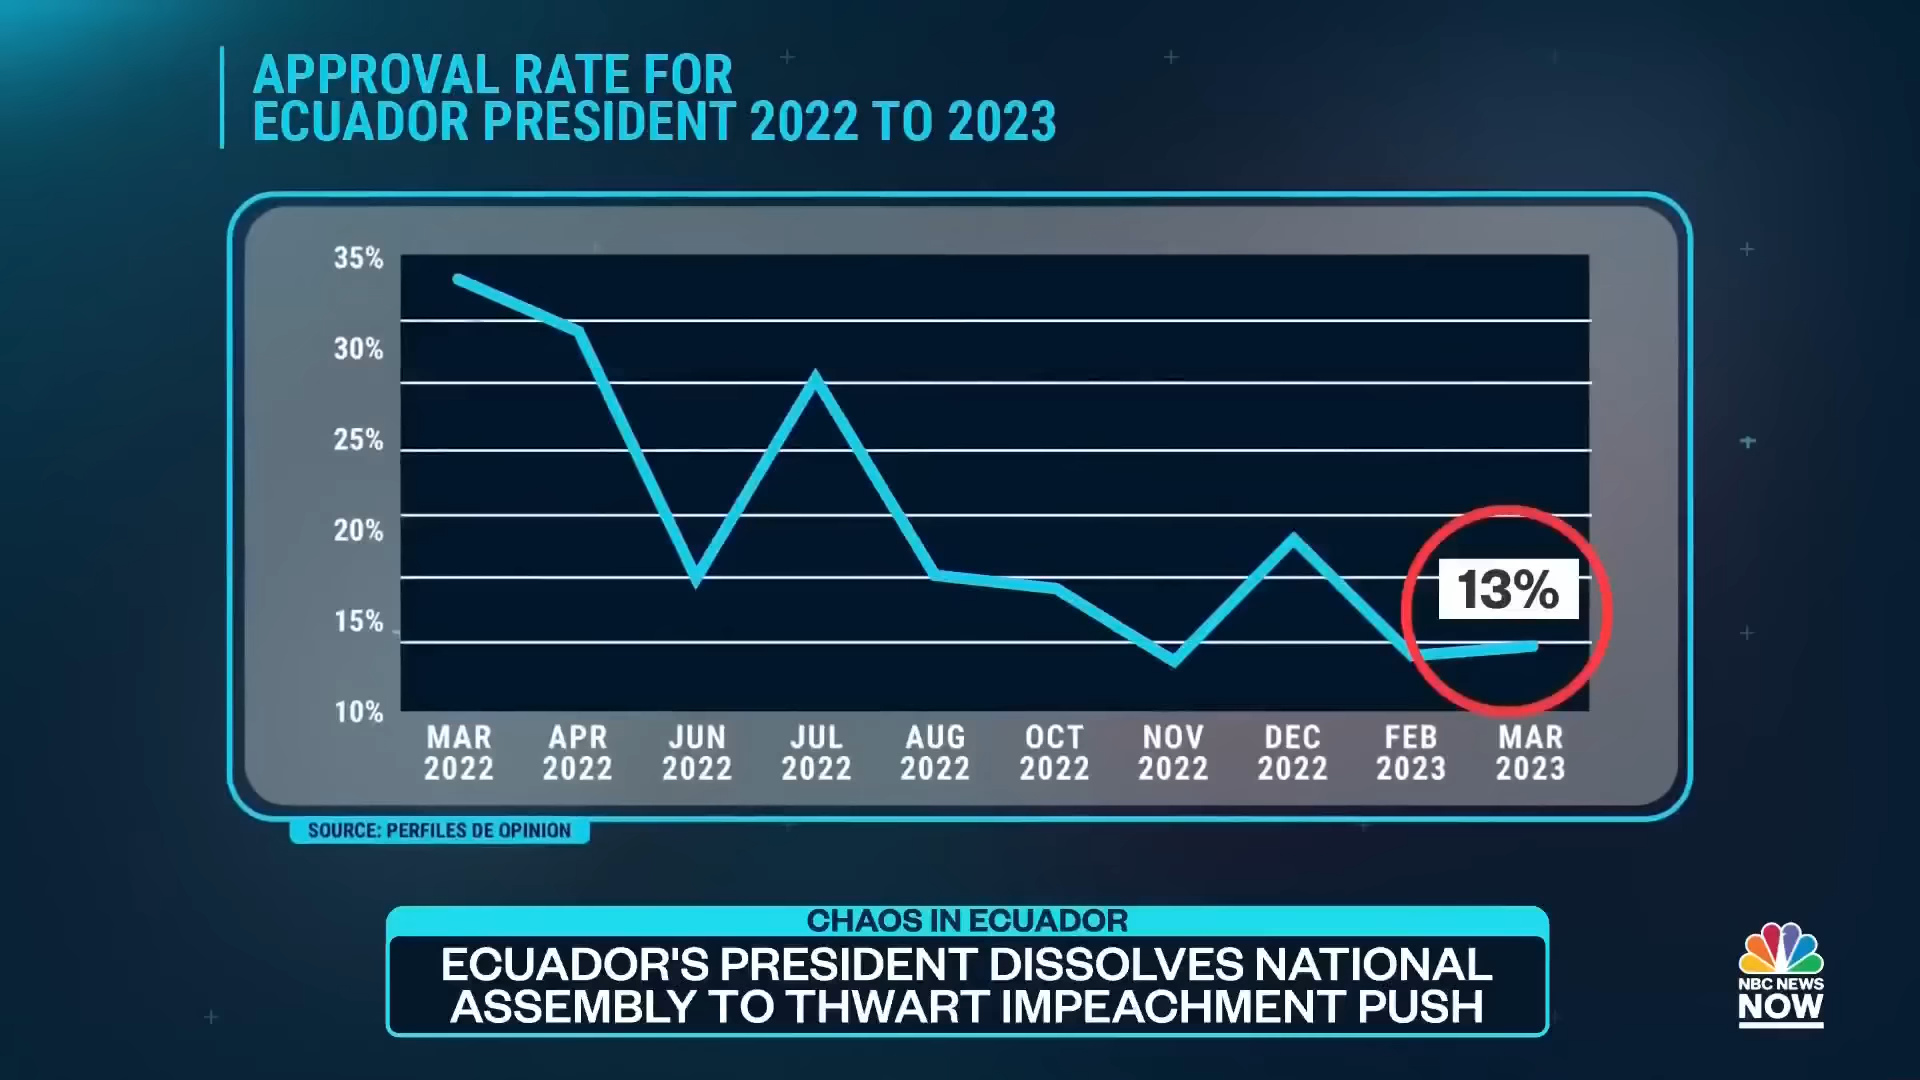 APPROVAL RATE FOR
ECUADOR PRESIDENT 2022 TO 2023
35%
30%
25%
20%
15%
10%
13%
MAR APR JUN JUL AUG OCT NOV DEC FEB MAR
2022 2022 2022 2022 2022 2022 2022 2022 2023 2023
SOURCE: PERFILES DE OPINION
CHAOS IN ECUADOR
ECUADOR'S PRESIDENT DISSOLVES NATIONAL
ASSEMBLY TO THWART IMPEACHMENT PUSH
NBC NEWS
NOW